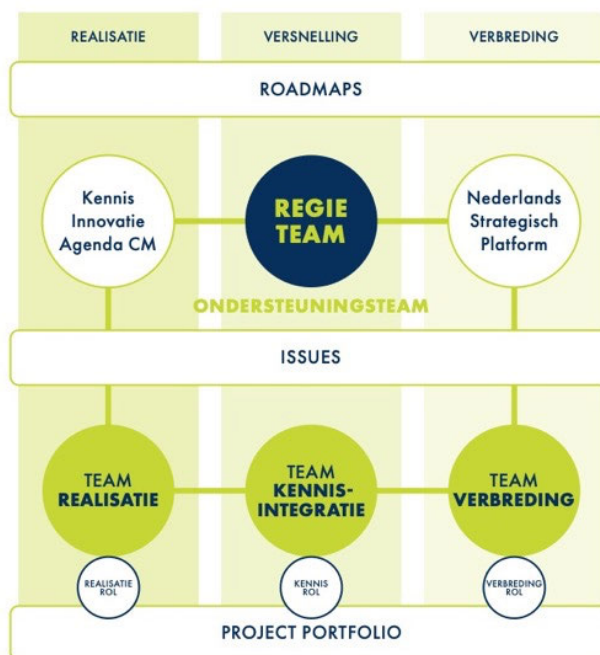 REALISATIE
VERSNELLING
VERBREDING
ROADMAPS
Kennis
Innovatie
Agenda CM
REGIE
TEAM
Nederlands
Strategisch
Platform
ONDERSTEUNINGSTEAM
ISSUES
TEAM
REALISATIE
TEAM
KENNIS-
INTEGRATIE
TEAM
VERBREDING
REALISATIE
ROL
KENNIS
ROL
VERBREDING
ROL
PROJECT PORTFOLIO